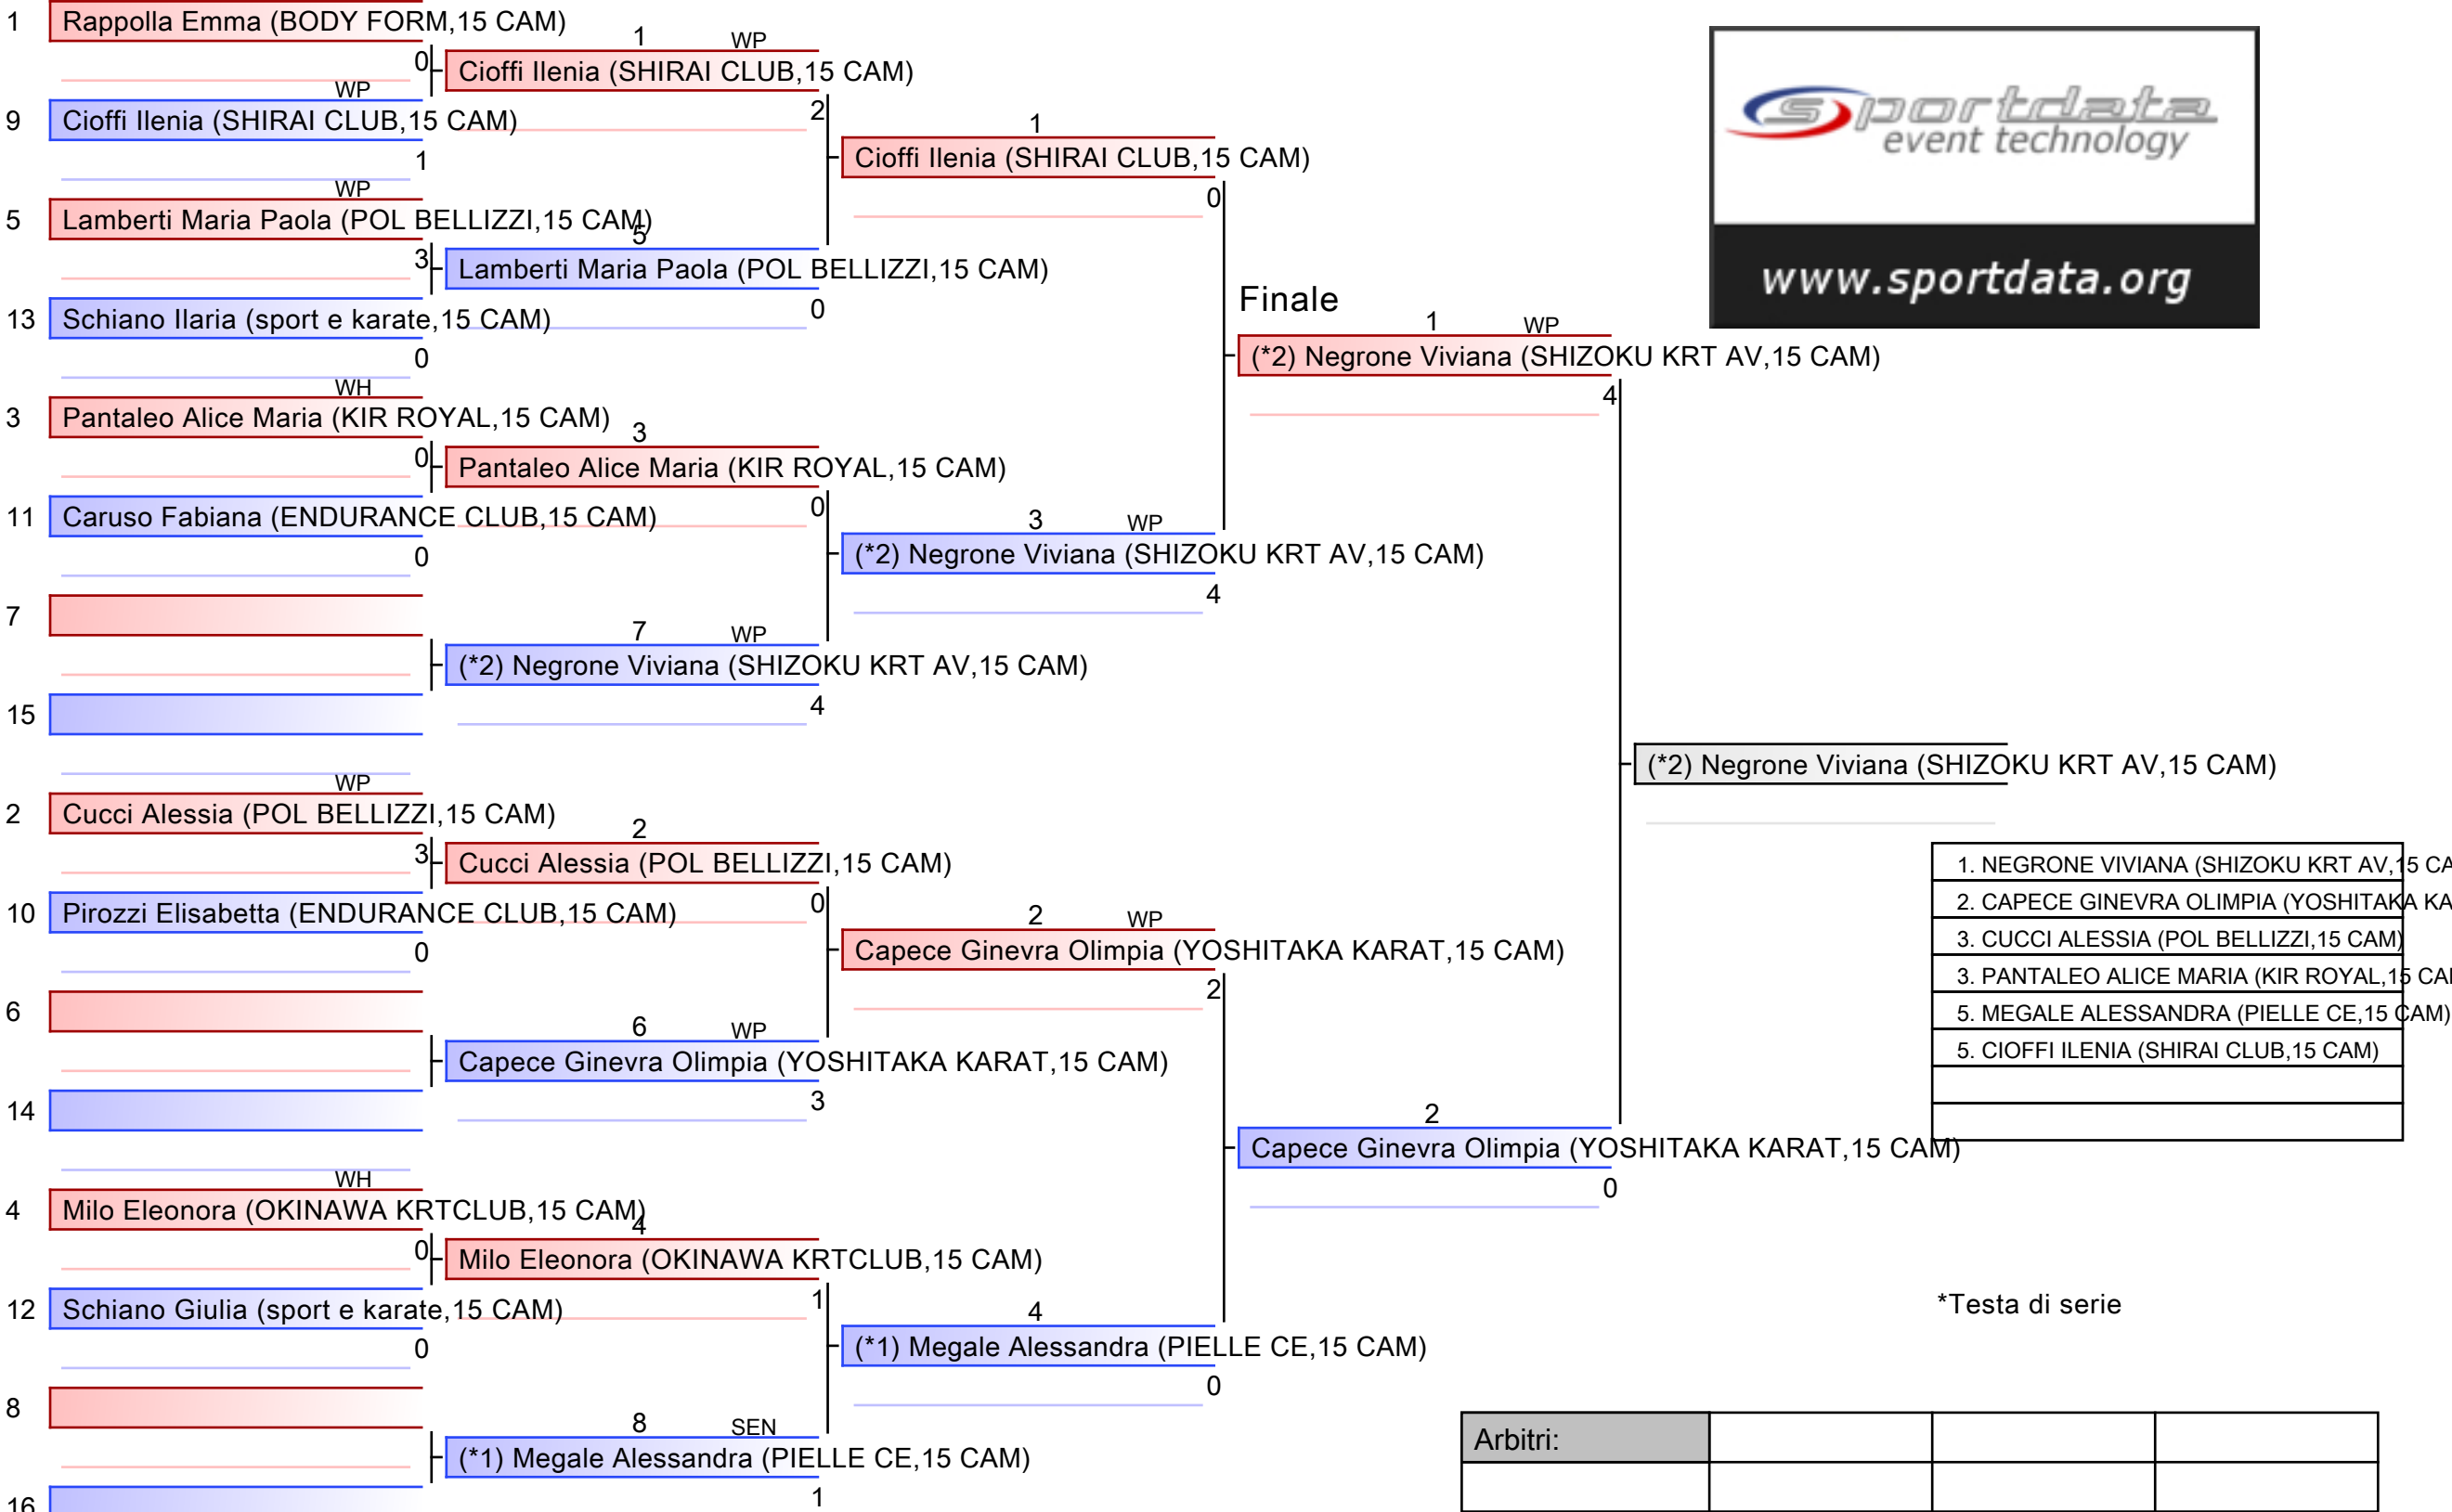 1 Rappolla Emma (BODY FORM,15 CAM)
0
WP
9 Cioffi Ilenia (SHIRAI CLUB,15 CAM)
1
WP
5 Lamberti Maria Paola (POL BELLIZZI,15 CAM)
3
13 Schiano Ilaria (sport e karate,15 CAM)
0
WH
3 Pantaleo Alice Maria (KIR ROYAL,15 CAM)
0
11 Caruso Fabiana (ENDURANCE CLUB,15 CAM)
0
7
15
WP
2 Cucci Alessia (POL BELLIZZI,15 CAM)
3
10 Pirozzi Elisabetta (ENDURANCE CLUB,15 CAM)
0
6
14
WH
4 Milo Eleonora (OKINAWA KRTCLUB,15 CAM)
0
12 Schiano Giulia (sport e karate,15 CAM)
0
8
16
1 WP
Cioffi Ilenia (SHIRAI CLUB,15 CAM)
2
5
Lamberti Maria Paola (POL BELLIZZI,15 CAM)
0
3
Pantaleo Alice Maria (KIR ROYAL,15 CAM)
0
7 WP
(*2) Negrone Viviana (SHIZOKU KRT AV,15 CAM)
4
2
Cucci Alessia (POL BELLIZZI,15 CAM)
0
6 WP
Capece Ginevra Olimpia (YOSHITAKA KARAT,15 CAM)
3
4
Milo Eleonora (OKINAWA KRTCLUB,15 CAM)
1
8 SEN
(*1) Megale Alessandra (PIELLE CE,15 CAM)
1
1
Cioffi Ilenia (SHIRAI CLUB,15 CAM)
0
3 WP
(*2) Negrone Viviana (SHIZOKU KRT AV,15 CAM)
4
2 WP
Capece Ginevra Olimpia (YOSHITAKA KARAT,15 CAM)
2
4
(*1) Megale Alessandra (PIELLE CE,15 CAM)
0
Finale
1 WP
(*2) Negrone Viviana (SHIZOKU KRT AV,15 CAM)
4
2
Capece Ginevra Olimpia (YOSHITAKA KARAT,15 CAM)
0
(*2) Negrone Viviana (SHIZOKU KRT AV,15 CAM)
sportdata
event technology
www.sportdata.org
1. NEGRONE VIVIANA (SHIZOKU KRT AV,15 CA
2. CAPECE GINEVRA OLIMPIA (YOSHITAKA KA
3. CUCCI ALESSIA (POL BELLIZZI,15 CAM)
3. PANTALEO ALICE MARIA (KIR ROYAL,15 CA
5. MEGALE ALESSANDRA (PIELLE CE,15 CAM)
5. CIOFFI ILENIA (SHIRAI CLUB,15 CAM)
*Testa di serie
Arbitri: